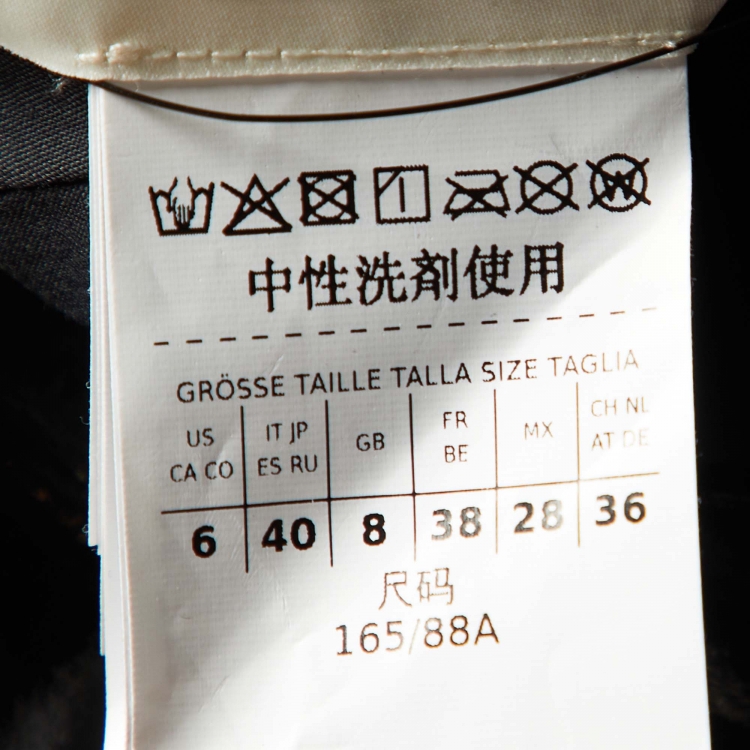 中性洗剤使用
GRÖSSE TAILLE TALLA SIZE TAGLIA
US CA CO
IT JP ES RU
GB
FR BE
MX
CH NL AT DE
6 40 8 38 28 36
尺码
165/88A